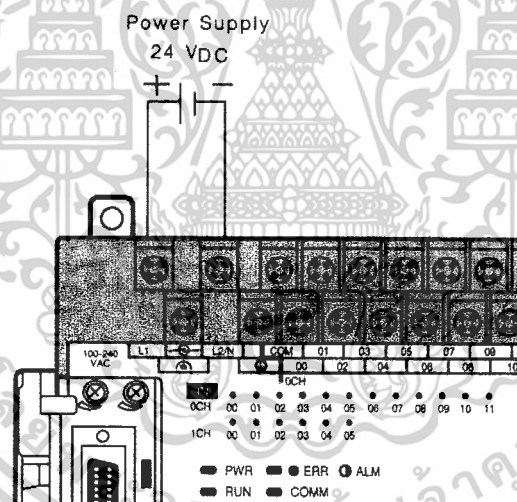 Power Supply
24 VDC
+ −
100-240
VAC
L1 L2/N COM 01 03 05 07 09
00 02 04 06 08 10
0CH
0CH 00 01 02 03 04 05 06 07 08 09 10 11
1CH 00 01 02 03 04 05
PWR ERR ALM
RUN COMM